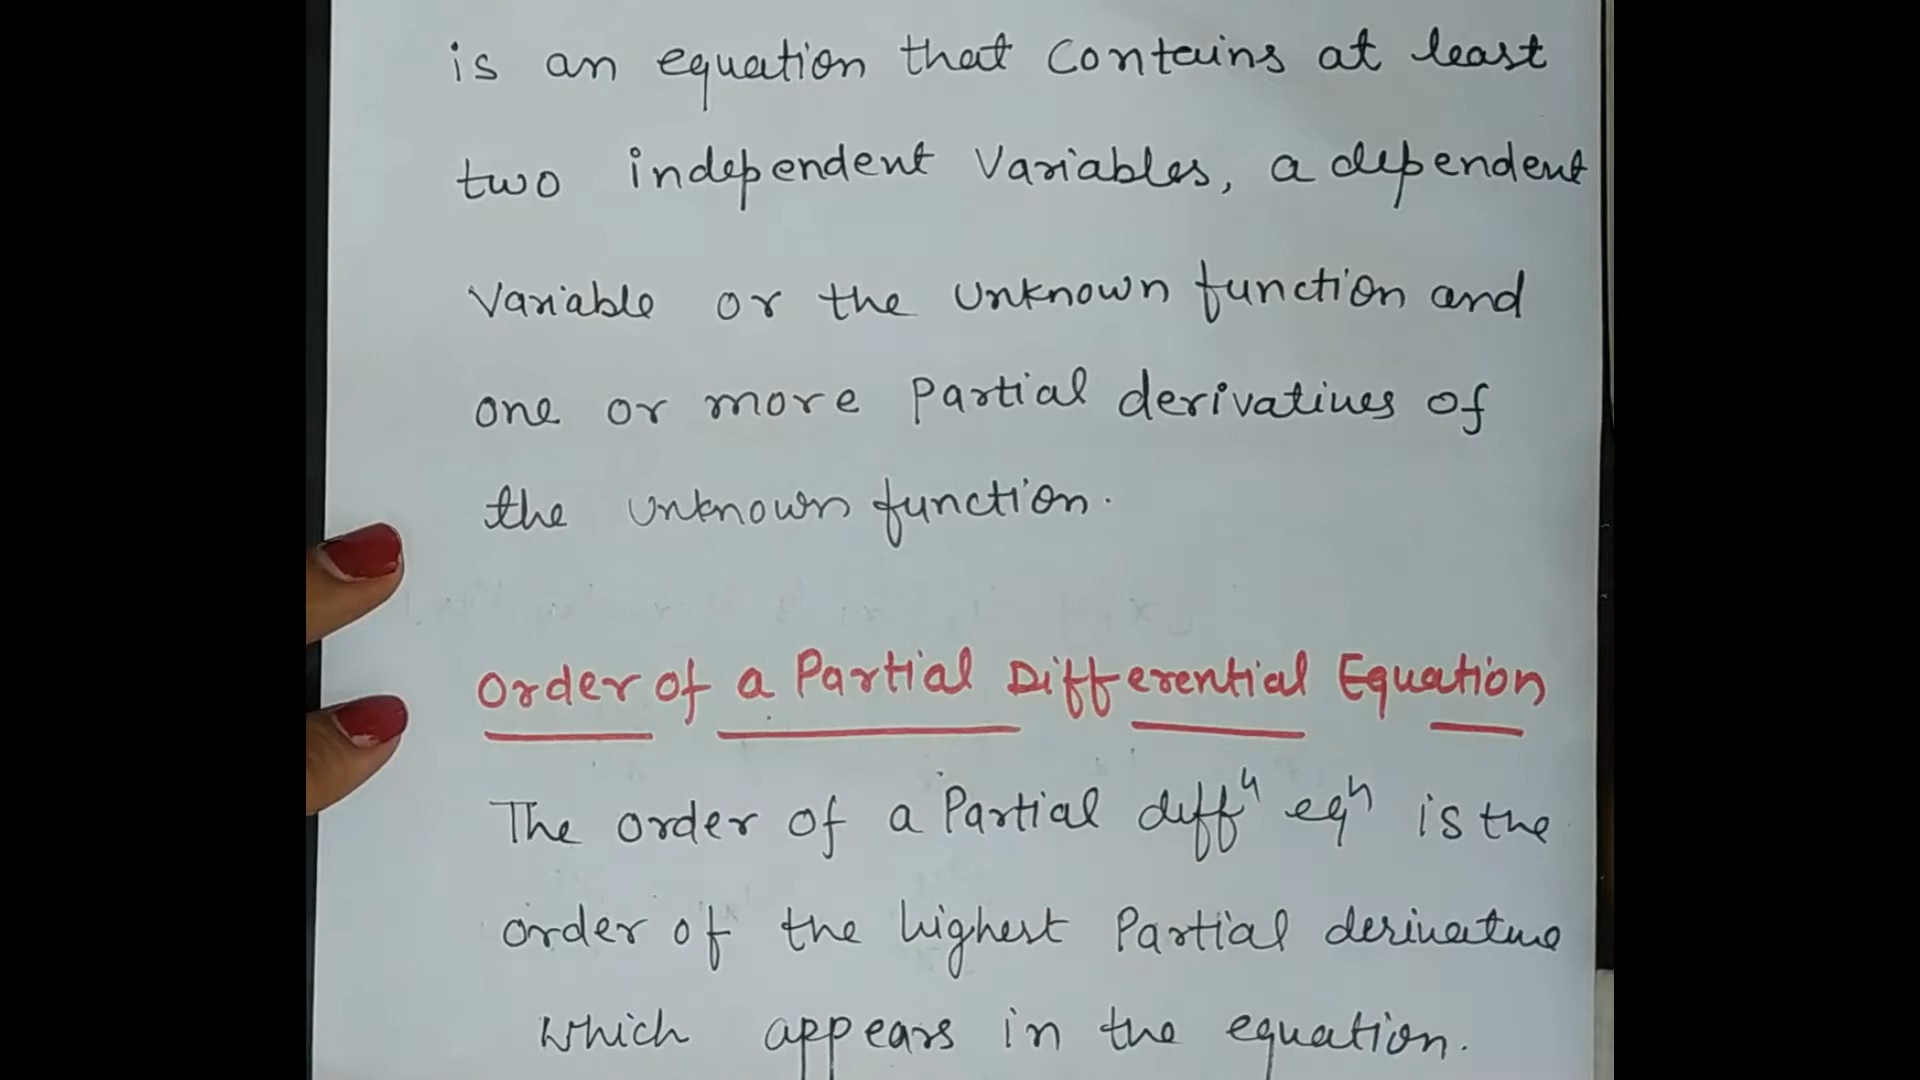 is an equation that contains at least
two independent Variables, a dependent
Variable or the unknown function and
one or more Partial derivatives of
the unknown function.
Order of a Partial Differential Equation
The order of a Partial diffⁿ eqⁿ is the
order of the highest Partial derivative
which appears in the equation.